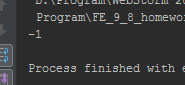 D:\Program\WebStorm 20
Program\FE_9_8_homewor
-1
Process finished with e